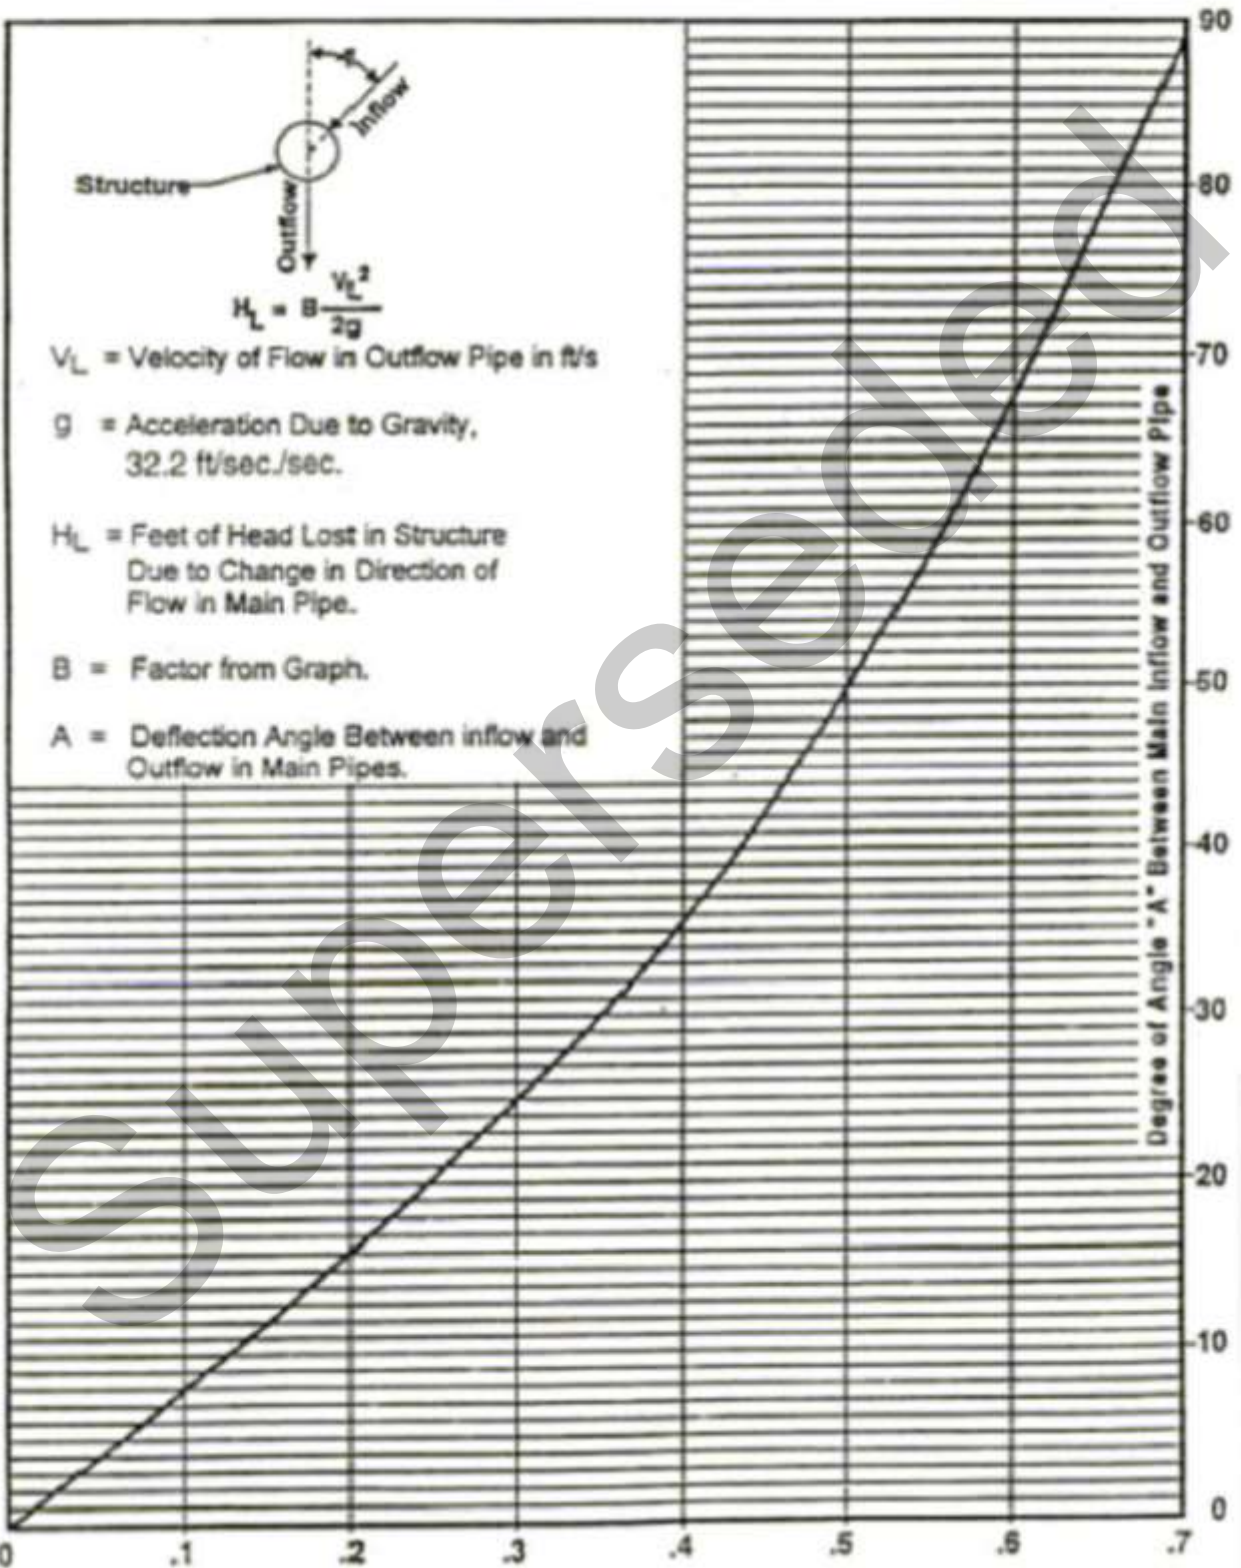 A
Inflow
Structure
Outflow
H_L = B V_L² / 2g
V_L = Velocity of Flow in Outflow Pipe in ft/s
g = Acceleration Due to Gravity,
32.2 ft/sec./sec.
H_L = Feet of Head Lost in Structure
Due to Change in Direction of
Flow in Main Pipe.
B = Factor from Graph.
A = Deflection Angle Between inflow and
Outflow in Main Pipes.
Superseded
Degree of Angle "A" Between Main Inflow and Outflow Pipe
90
80
70
60
50
40
30
20
10
0
0 .1 .2 .3 .4 .5 .6 .7